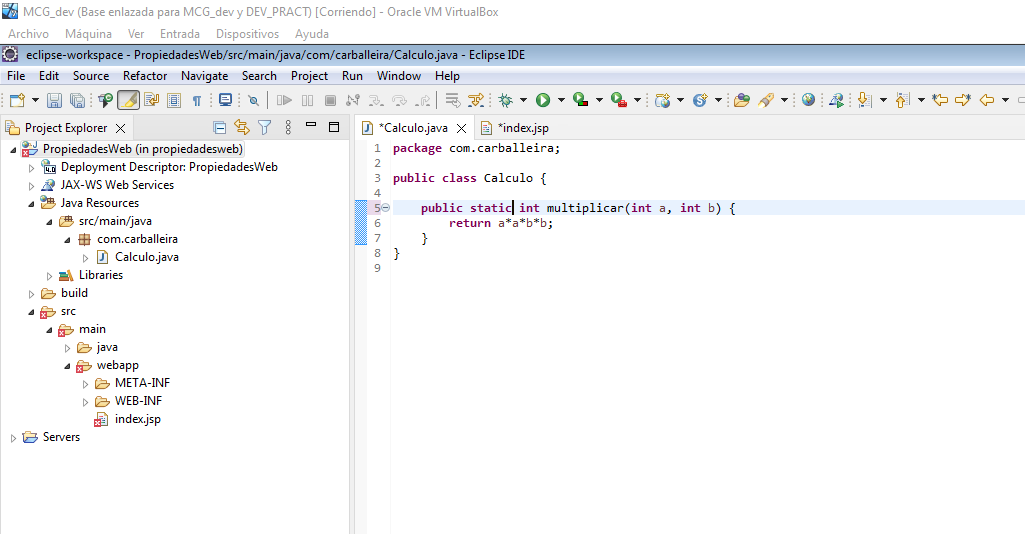 MCG_dev (Base enlazada para MCG_dev y DEV_PRACT) [Corriendo] - Oracle VM VirtualBox
Archivo Máquina Ver Entrada Dispositivos Ayuda
eclipse-workspace - PropiedadesWeb/src/main/java/com/carballeira/Calculo.java - Eclipse IDE
File Edit Source Refactor Navigate Search Project Run Window Help
Project Explorer
PropiedadesWeb (in propiedadesweb)
Deployment Descriptor: PropiedadesWeb
JAX-WS Web Services
Java Resources
src/main/java
com.carballeira
Calculo.java
Libraries
build
src
main
java
webapp
META-INF
WEB-INF
index.jsp
Servers
*Calculo.java *index.jsp
1 package com.carballeira;
2
3 public class Calculo {
4
5 public static int multiplicar(int a, int b) {
6 return a*a*b*b;
7 }
8 }
9